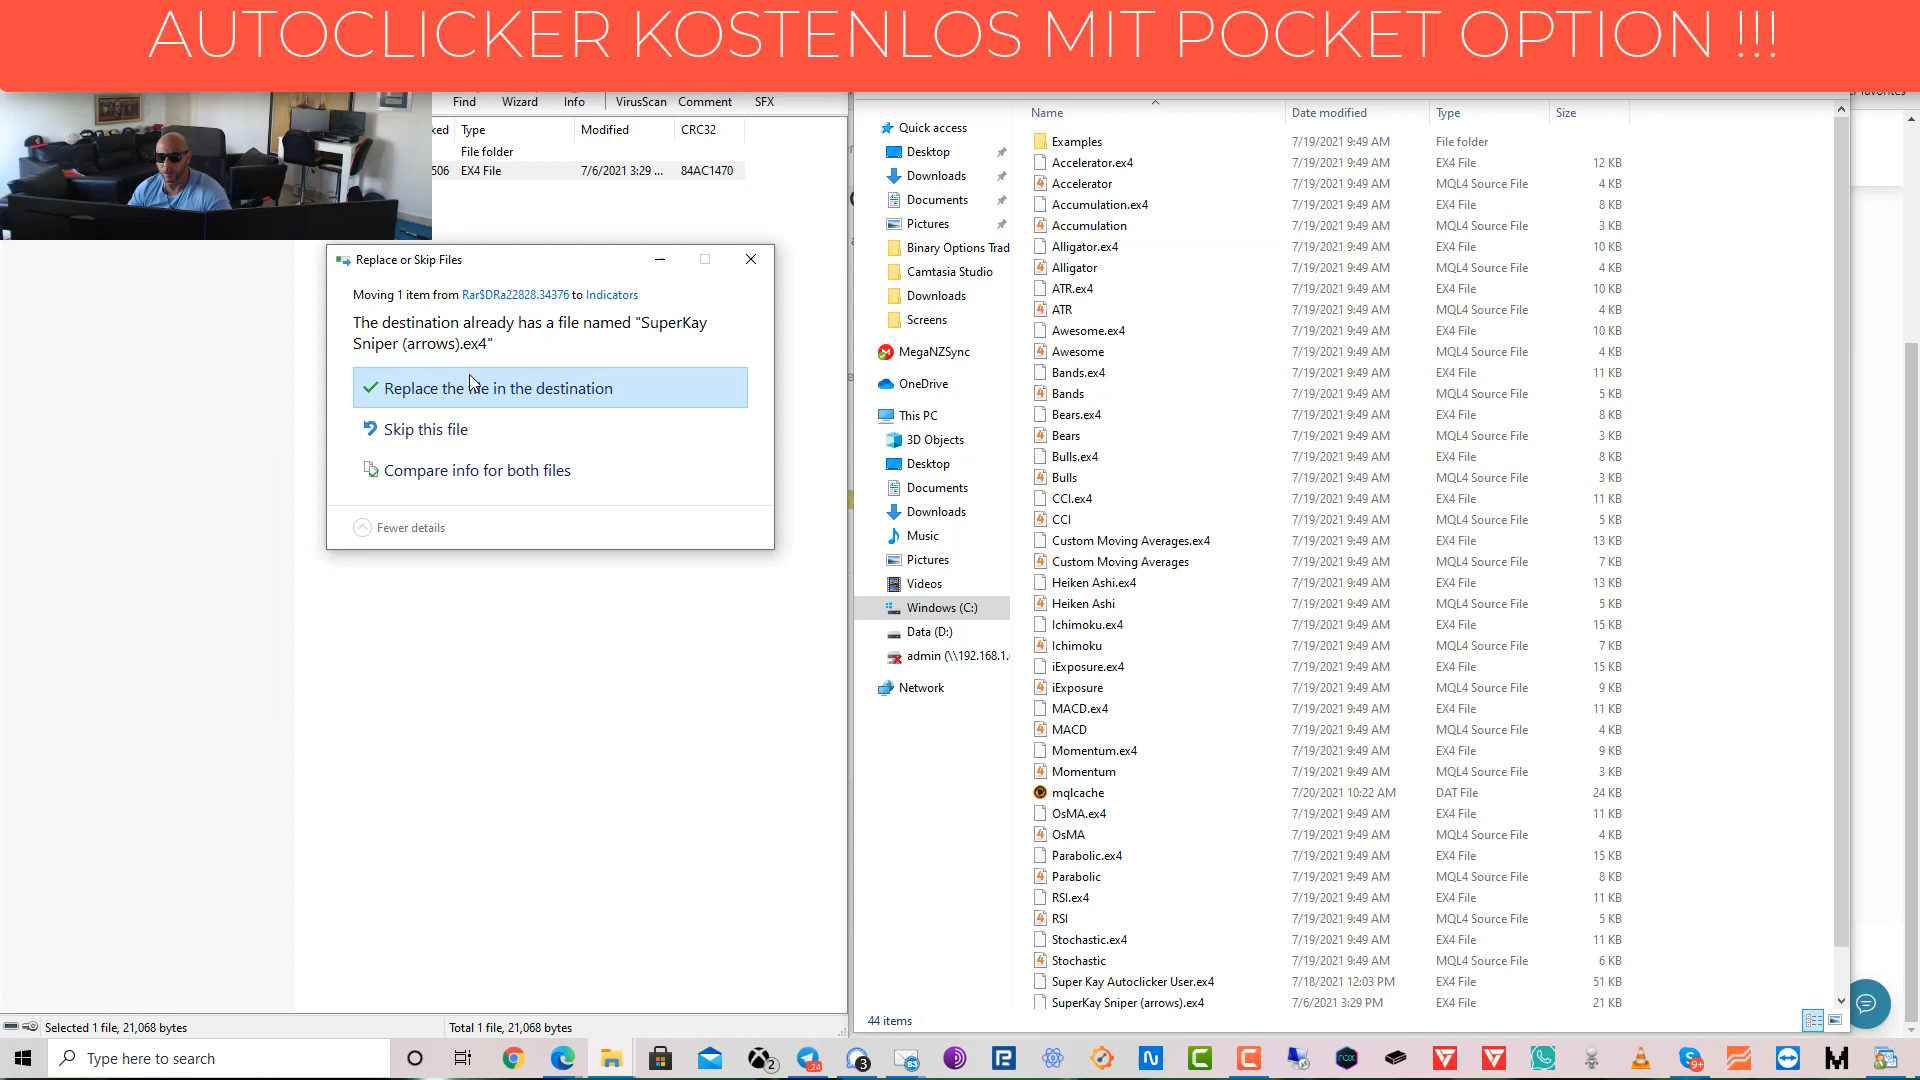 AUTOCLICKER KOSTENLOS MIT POCKET OPTION !!!
Find Wizard Info VirusScan Comment SFX
ked Type Modified CRC32
File folder
506 EX4 File 7/6/2021 3:29 ... 84AC1470
Replace or Skip Files
Moving 1 item from Rar$DRa22828.34376 to Indicators
The destination already has a file named "SuperKay
Sniper (arrows).ex4"
Replace the file in the destination
Skip this file
Compare info for both files
Fewer details
Selected 1 file, 21,068 bytes Total 1 file, 21,068 bytes
Quick access
Desktop
Downloads
Documents
Pictures
Binary Options Trad
Camtasia Studio
Downloads
Screens
MegaNZSync
OneDrive
This PC
3D Objects
Desktop
Documents
Downloads
Music
Pictures
Videos
Windows (C:)
Data (D:)
admin (\\192.168.1.
Network
Name Date modified Type Size
Examples 7/19/2021 9:49 AM File folder
Accelerator.ex4 7/19/2021 9:49 AM EX4 File 12 KB
Accelerator 7/19/2021 9:49 AM MQL4 Source File 4 KB
Accumulation.ex4 7/19/2021 9:49 AM EX4 File 8 KB
Accumulation 7/19/2021 9:49 AM MQL4 Source File 3 KB
Alligator.ex4 7/19/2021 9:49 AM EX4 File 10 KB
Alligator 7/19/2021 9:49 AM MQL4 Source File 4 KB
ATR.ex4 7/19/2021 9:49 AM EX4 File 10 KB
ATR 7/19/2021 9:49 AM MQL4 Source File 4 KB
Awesome.ex4 7/19/2021 9:49 AM EX4 File 10 KB
Awesome 7/19/2021 9:49 AM MQL4 Source File 4 KB
Bands.ex4 7/19/2021 9:49 AM EX4 File 11 KB
Bands 7/19/2021 9:49 AM MQL4 Source File 5 KB
Bears.ex4 7/19/2021 9:49 AM EX4 File 8 KB
Bears 7/19/2021 9:49 AM MQL4 Source File 3 KB
Bulls.ex4 7/19/2021 9:49 AM EX4 File 8 KB
Bulls 7/19/2021 9:49 AM MQL4 Source File 3 KB
CCI.ex4 7/19/2021 9:49 AM EX4 File 11 KB
CCI 7/19/2021 9:49 AM MQL4 Source File 5 KB
Custom Moving Averages.ex4 7/19/2021 9:49 AM EX4 File 13 KB
Custom Moving Averages 7/19/2021 9:49 AM MQL4 Source File 7 KB
Heiken Ashi.ex4 7/19/2021 9:49 AM EX4 File 13 KB
Heiken Ashi 7/19/2021 9:49 AM MQL4 Source File 5 KB
Ichimoku.ex4 7/19/2021 9:49 AM EX4 File 15 KB
Ichimoku 7/19/2021 9:49 AM MQL4 Source File 7 KB
iExposure.ex4 7/19/2021 9:49 AM EX4 File 15 KB
iExposure 7/19/2021 9:49 AM MQL4 Source File 9 KB
MACD.ex4 7/19/2021 9:49 AM EX4 File 11 KB
MACD 7/19/2021 9:49 AM MQL4 Source File 4 KB
Momentum.ex4 7/19/2021 9:49 AM EX4 File 9 KB
Momentum 7/19/2021 9:49 AM MQL4 Source File 3 KB
mqlcache 7/20/2021 10:22 AM DAT File 24 KB
OsMA.ex4 7/19/2021 9:49 AM EX4 File 11 KB
OsMA 7/19/2021 9:49 AM MQL4 Source File 4 KB
Parabolic.ex4 7/19/2021 9:49 AM EX4 File 15 KB
Parabolic 7/19/2021 9:49 AM MQL4 Source File 8 KB
RSI.ex4 7/19/2021 9:49 AM EX4 File 11 KB
RSI 7/19/2021 9:49 AM MQL4 Source File 5 KB
Stochastic.ex4 7/19/2021 9:49 AM EX4 File 11 KB
Stochastic 7/19/2021 9:49 AM MQL4 Source File 6 KB
Super Kay Autoclicker User.ex4 7/18/2021 12:03 PM EX4 File 51 KB
SuperKay Sniper (arrows).ex4 7/6/2021 3:29 PM EX4 File 21 KB
44 items
Type here to search